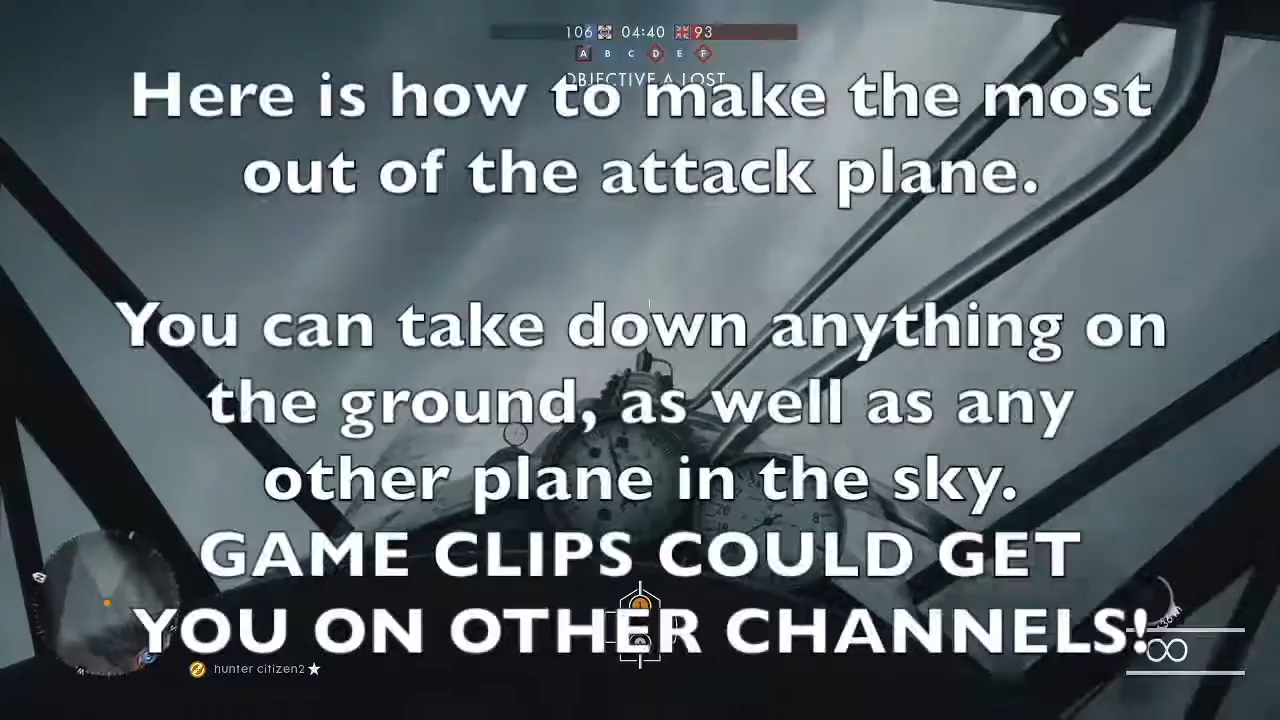 106 04:40 93
A B C D E F
OBJECTIVE A LOST
Here is how to make the most
out of the attack plane.
You can take down anything on
the ground, as well as any
other plane in the sky.
GAME CLIPS COULD GET
YOU ON OTHER CHANNELS!
hunter citizen2